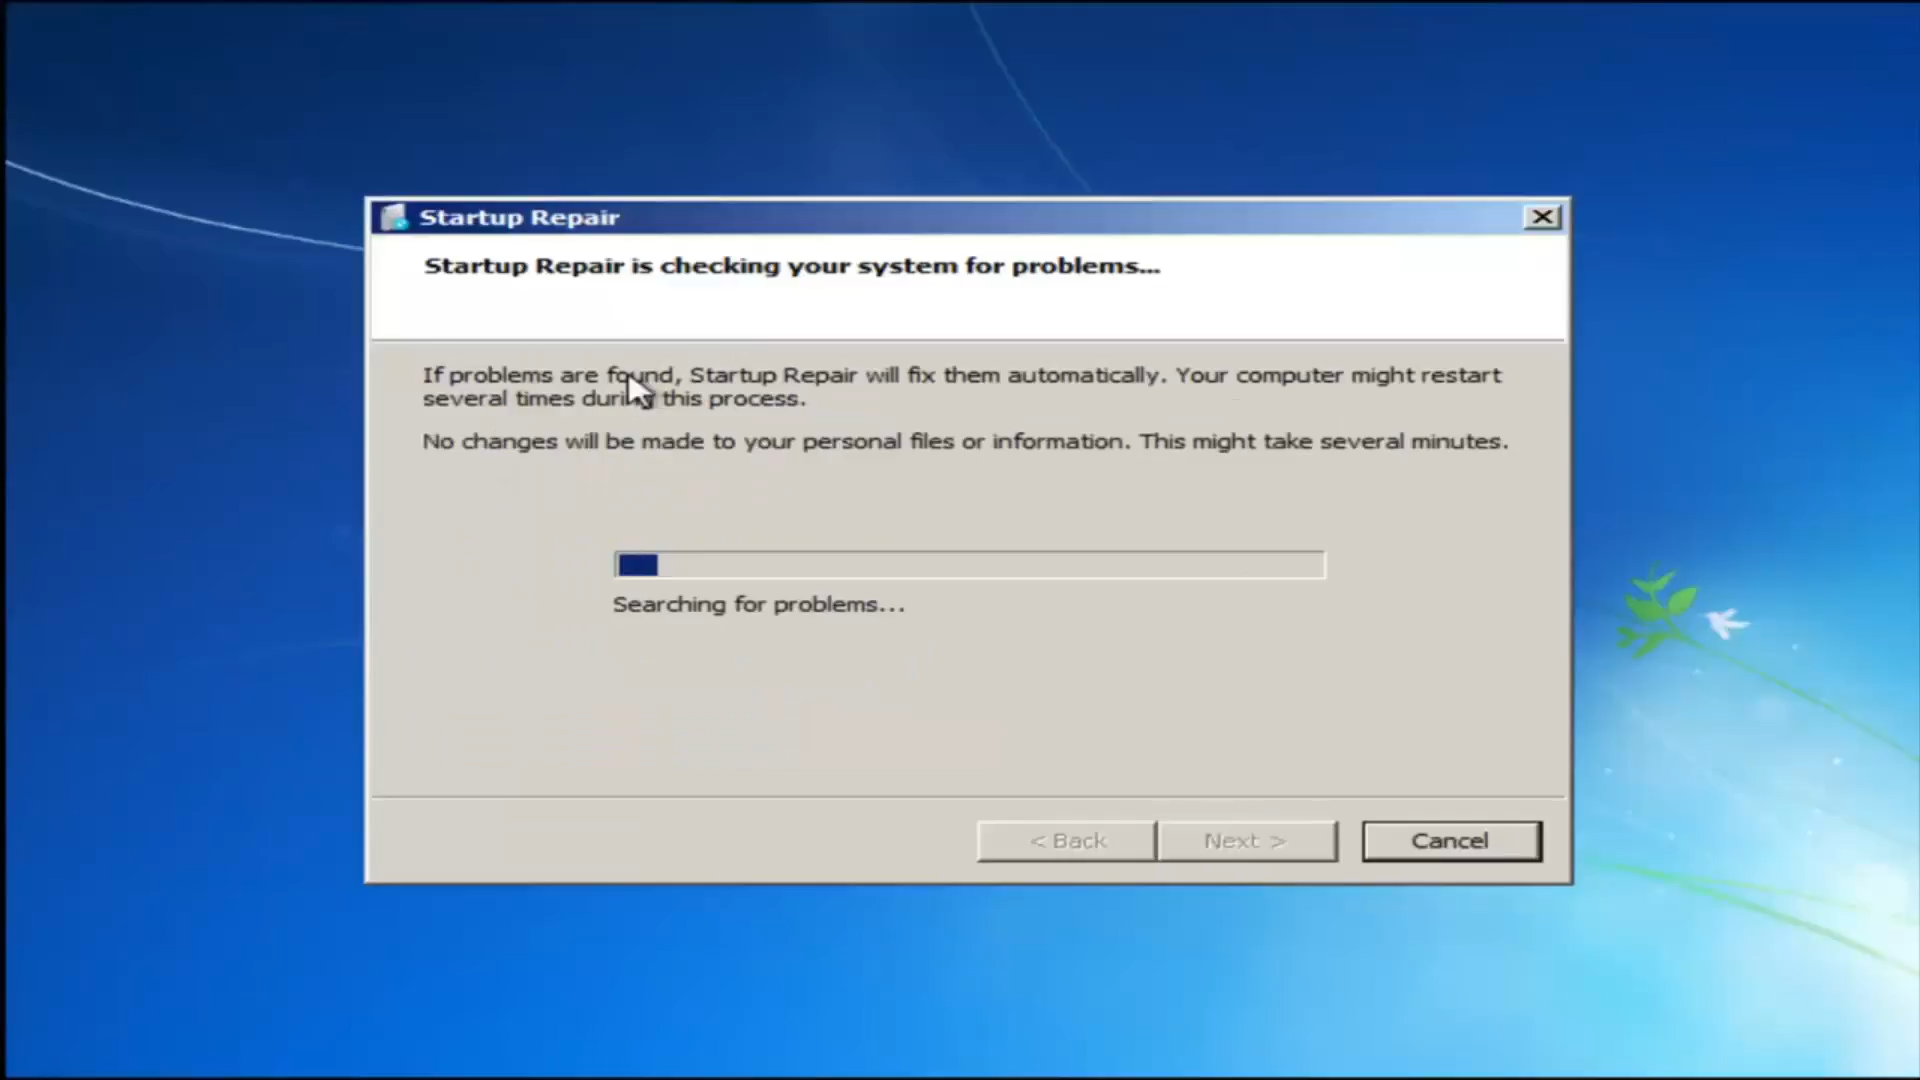 Startup Repair
Startup Repair is checking your system for problems...
If problems are found, Startup Repair will fix them automatically. Your computer might restart
several times during this process.
No changes will be made to your personal files or information. This might take several minutes.
Searching for problems...
< Back
Next >
Cancel